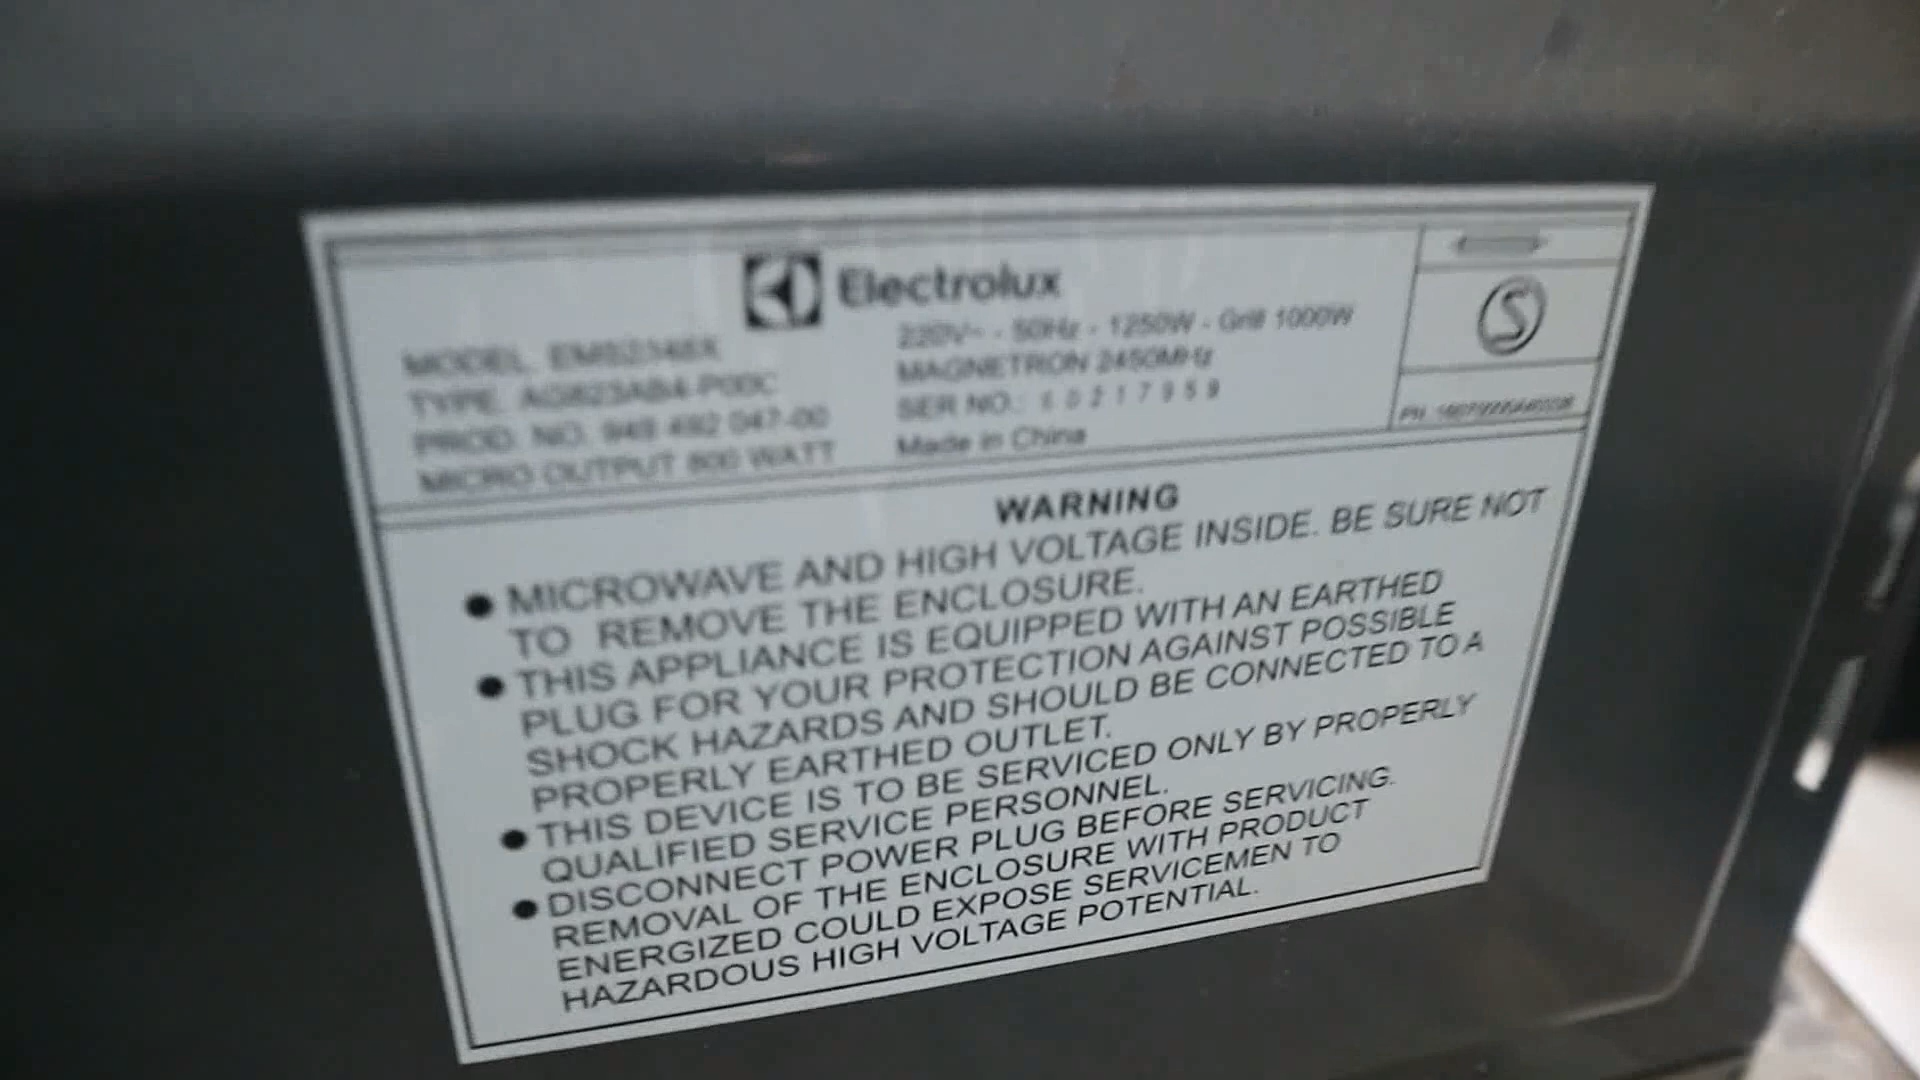 Electrolux
MODEL
220V~ - 50Hz - 1250W - Grill 1000W
TYPE AG823AB4-P00C
MAGNETRON 2450MHz
PROD. NO. 949 492 047-00
SER NO.:
MICRO OUTPUT 800 WATT
Made in China
S
PN:
WARNING
● MICROWAVE AND HIGH VOLTAGE INSIDE. BE SURE NOT
TO REMOVE THE ENCLOSURE.
● THIS APPLIANCE IS EQUIPPED WITH AN EARTHED
PLUG FOR YOUR PROTECTION AGAINST POSSIBLE
SHOCK HAZARDS AND SHOULD BE CONNECTED TO A
PROPERLY EARTHED OUTLET.
● THIS DEVICE IS TO BE SERVICED ONLY BY PROPERLY
QUALIFIED SERVICE PERSONNEL.
● DISCONNECT POWER PLUG BEFORE SERVICING.
REMOVAL OF THE ENCLOSURE WITH PRODUCT
ENERGIZED COULD EXPOSE SERVICEMEN TO
HAZARDOUS HIGH VOLTAGE POTENTIAL.